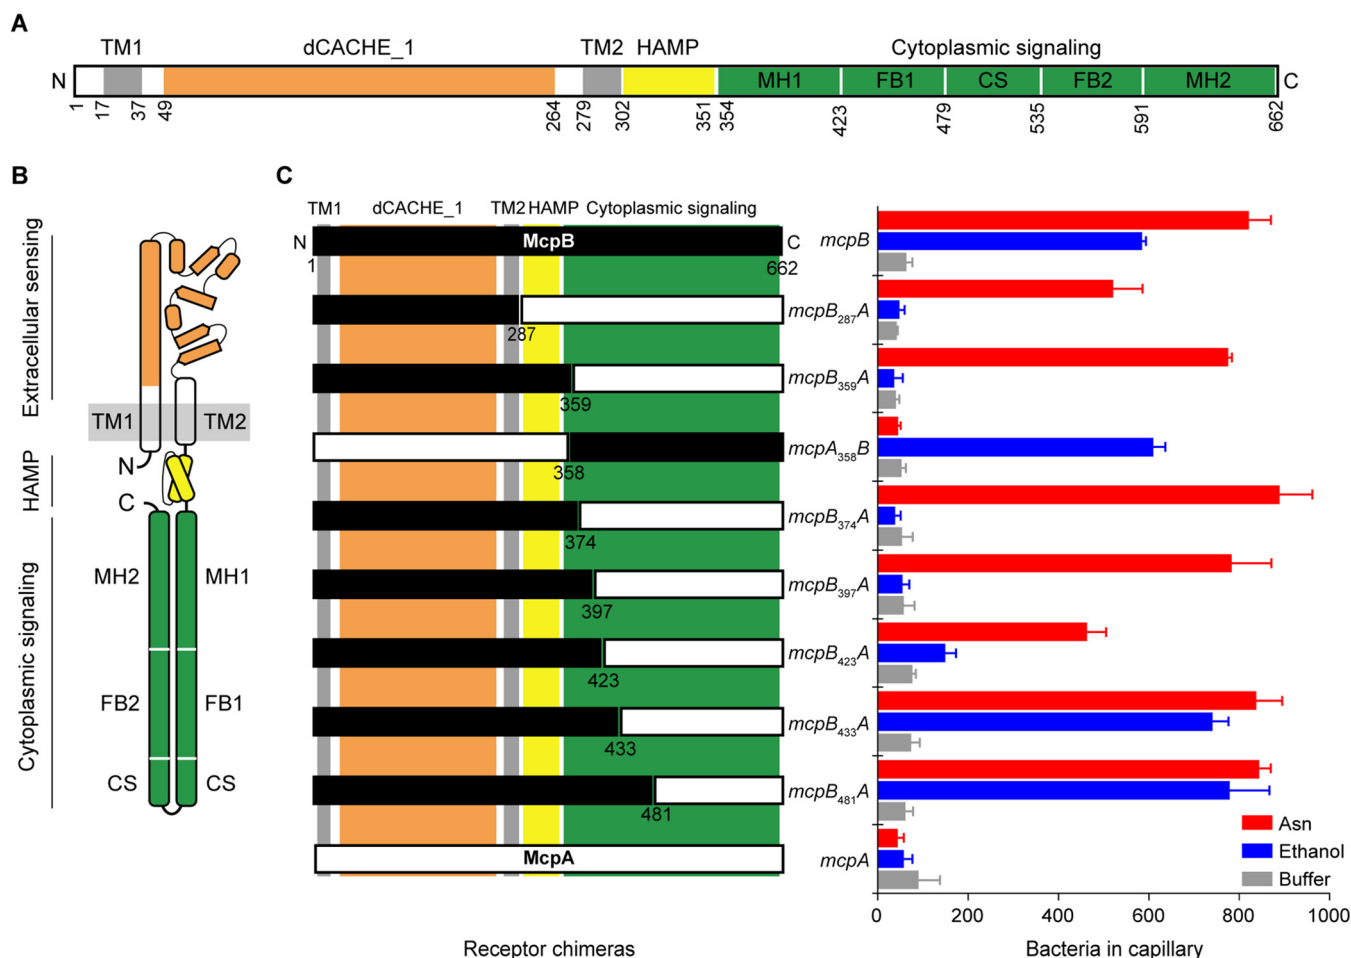 A
TM1 dCACHE_1 TM2 HAMP Cytoplasmic signaling
N MH1 FB1 CS FB2 MH2 C
1 17 37 49 264 279 302 351 354 423 479 535 591 662
B
Extracellular sensing
HAMP
Cytoplasmic signaling
TM1 TM2
N
C
MH2 MH1
FB2 FB1
CS CS
C
TM1 dCACHE_1 TM2 HAMP Cytoplasmic signaling
N McpB C
1 662
287
359
358
374
397
423
433
481
McpA
Receptor chimeras
mcpB
mcpB287A
mcpB359A
mcpA358B
mcpB374A
mcpB397A
mcpB423A
mcpB433A
mcpB481A
mcpA
Asn
Ethanol
Buffer
0 200 400 600 800 1000
Bacteria in capillary